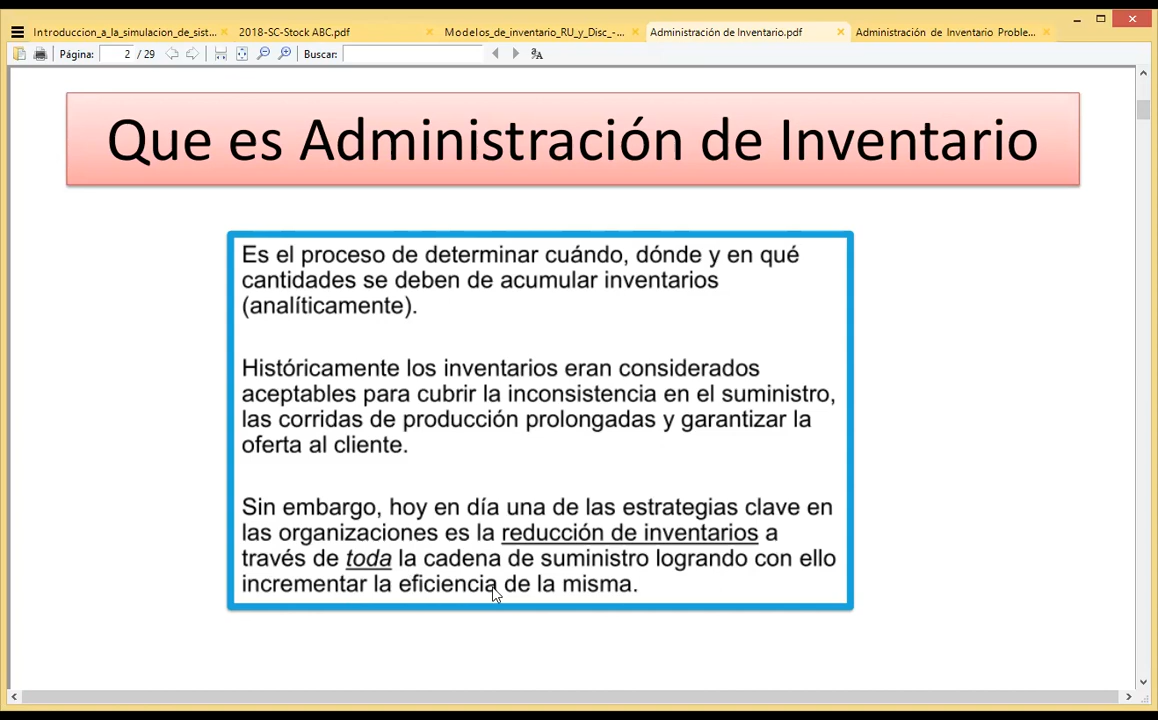 Introduccion_a_la_simulacion_de_sist... 2018-SC-Stock ABC.pdf Modelos_de_inventario_RU_y_Disc_-... Administración de Inventario.pdf Administración de Inventario Proble...
Página: 2 / 29 Buscar:
Que es Administración de Inventario
Es el proceso de determinar cuándo, dónde y en qué
cantidades se deben de acumular inventarios
(analíticamente).
Históricamente los inventarios eran considerados
aceptables para cubrir la inconsistencia en el suministro,
las corridas de producción prolongadas y garantizar la
oferta al cliente.
Sin embargo, hoy en día una de las estrategias clave en
las organizaciones es la reducción de inventarios a
través de toda la cadena de suministro logrando con ello
incrementar la eficiencia de la misma.